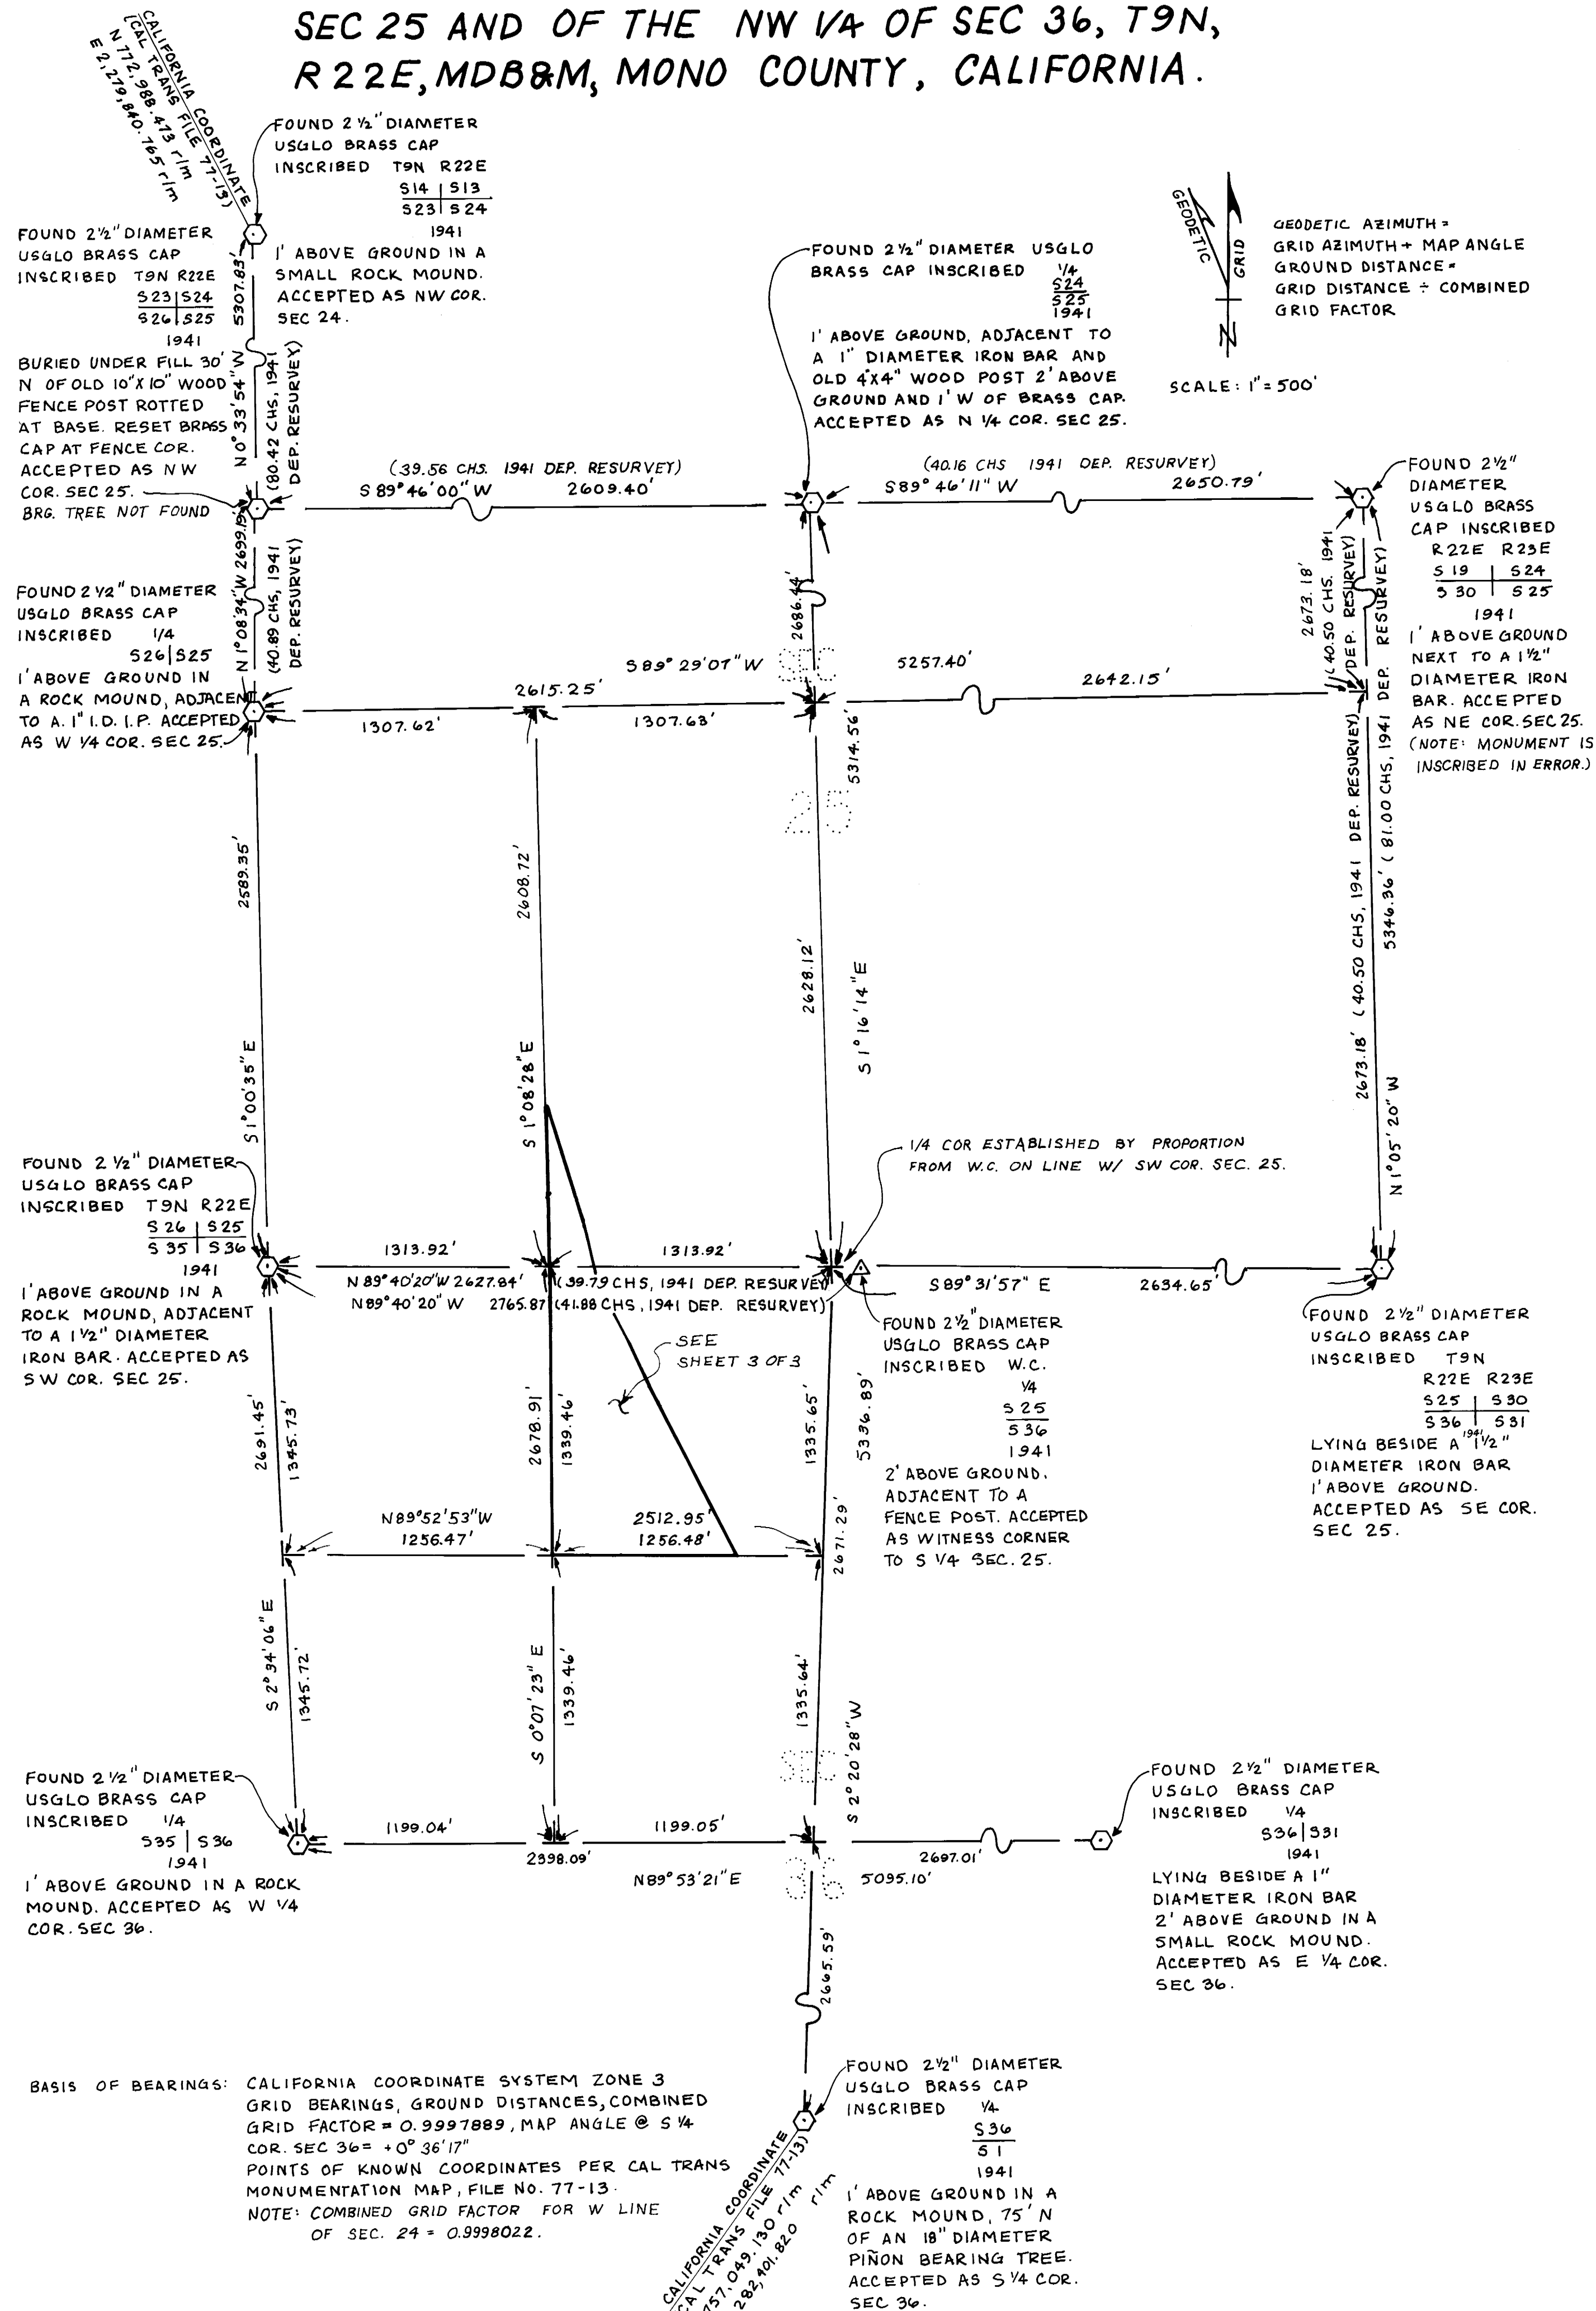 SEC 25 AND OF THE NW 1/4 OF SEC 36, T9N,
R22E, MDB&M, MONO COUNTY, CALIFORNIA.
CALIFORNIA COORDINATE
(CAL TRANS FILE 77-13)
N 772,988.473 r/m
E 2,279,840.765 r/m
FOUND 2 1/2" DIAMETER
USGLO BRASS CAP
INSCRIBED T9N R22E
S14 | S13
S23 | S24
1941
1' ABOVE GROUND IN A
SMALL ROCK MOUND.
ACCEPTED AS NW COR.
SEC 24.
FOUND 2 1/2" DIAMETER
USGLO BRASS CAP
INSCRIBED T9N R22E
S23 | S24
S26 | S25
1941
BURIED UNDER FILL 30'
N OF OLD 10"X10" WOOD
FENCE POST ROTTED
AT BASE. RESET BRASS
CAP AT FENCE COR.
ACCEPTED AS NW
COR. SEC 25.
BRG. TREE NOT FOUND
N 0°33'54" W 5307.83'
(80.42 CHS, 1941
DEP. RESURVEY)
FOUND 2 1/2" DIAMETER USGLO
BRASS CAP INSCRIBED 1/4
S24
S25
1941
1' ABOVE GROUND, ADJACENT TO
A 1" DIAMETER IRON BAR AND
OLD 4"X4" WOOD POST 2' ABOVE
GROUND AND 1' W OF BRASS CAP.
ACCEPTED AS N 1/4 COR. SEC 25.
GEODETIC
GRID
N
GEODETIC AZIMUTH =
GRID AZIMUTH + MAP ANGLE
GROUND DISTANCE =
GRID DISTANCE ÷ COMBINED
GRID FACTOR
SCALE: 1" = 500'
(39.56 CHS. 1941 DEP. RESURVEY)
S 89° 46' 00" W 2609.40'
(40.16 CHS 1941 DEP. RESURVEY)
S89° 46' 11" W 2650.79'
FOUND 2 1/2"
DIAMETER
USGLO BRASS
CAP INSCRIBED
R22E R23E
S 19 | S24
S 30 | S25
1941
1' ABOVE GROUND
NEXT TO A 1 1/2"
DIAMETER IRON
BAR. ACCEPTED
AS NE COR. SEC 25.
(NOTE: MONUMENT IS
INSCRIBED IN ERROR.)
N 1°08'34" W 2699.19'
(40.89 CHS, 1941
DEP. RESURVEY)
FOUND 2 1/2" DIAMETER
USGLO BRASS CAP
INSCRIBED 1/4
S26 | S25
1' ABOVE GROUND IN
A ROCK MOUND, ADJACENT
TO A 1" I.D. I.P. ACCEPTED
AS W 1/4 COR. SEC 25.
2686.44'
2673.18'
(40.50 CHS. 1941
DEP. RESURVEY)
S 89° 29' 07" W 5257.40'
2615.25' 2642.15'
1307.62' 1307.63'
SEC
25
5314.56'
2589.35'
S 1°00'35" E
2608.72'
S 1°08'28" E
2628.12'
S 1°16'14" E
2673.18' (40.50 CHS, 1941 DEP. RESURVEY)
5346.36' (81.00 CHS, 1941 DEP. RESURVEY)
N 1°05'20" W
1/4 COR ESTABLISHED BY PROPORTION
FROM W.C. ON LINE W/ SW COR. SEC. 25.
FOUND 2 1/2" DIAMETER
USGLO BRASS CAP
INSCRIBED T9N R22E
S 26 | S25
S 35 | S36
1941
1' ABOVE GROUND IN A
ROCK MOUND, ADJACENT
TO A 1 1/2" DIAMETER
IRON BAR. ACCEPTED AS
SW COR. SEC 25.
1313.92' 1313.92'
N 89°40'20" W 2627.84' (39.79 CHS, 1941 DEP. RESURVEY)
N89°40'20" W 2765.87 (41.88 CHS, 1941 DEP. RESURVEY)
S89° 31'57" E 2634.65'
SEE
SHEET 3 OF 3
FOUND 2 1/2" DIAMETER
USGLO BRASS CAP
INSCRIBED W.C.
1/4
S 25
S 36
1941
2' ABOVE GROUND,
ADJACENT TO A
FENCE POST. ACCEPTED
AS WITNESS CORNER
TO S 1/4 SEC. 25.
FOUND 2 1/2" DIAMETER
USGLO BRASS CAP
INSCRIBED T9N
R22E R23E
S25 | S30
S36 | S31
1941
LYING BESIDE A 1 1/2"
DIAMETER IRON BAR
1' ABOVE GROUND.
ACCEPTED AS SE COR.
SEC 25.
2691.45'
1345.73'
2678.91'
1339.46'
1335.65'
5336.89'
N89°52'53"W 2512.95'
1256.47' 1256.48'
2671.29'
S 2°34'06" E
1345.72'
S 0°07'23" E
1339.46'
1335.64'
S 2°20'28" W
SEC
36
FOUND 2 1/2" DIAMETER
USGLO BRASS CAP
INSCRIBED 1/4
S35 | S36
1941
1' ABOVE GROUND IN A ROCK
MOUND. ACCEPTED AS W 1/4
COR. SEC 36.
1199.04' 1199.05'
2398.09' 2697.01'
N89°53'21"E 5095.10'
FOUND 2 1/2" DIAMETER
USGLO BRASS CAP
INSCRIBED 1/4
S36 | S31
1941
LYING BESIDE A 1"
DIAMETER IRON BAR
2' ABOVE GROUND IN A
SMALL ROCK MOUND.
ACCEPTED AS E 1/4 COR.
SEC 36.
2665.59'
BASIS OF BEARINGS: CALIFORNIA COORDINATE SYSTEM ZONE 3
GRID BEARINGS, GROUND DISTANCES, COMBINED
GRID FACTOR = 0.9997889, MAP ANGLE @ S 1/4
COR. SEC 36 = +0° 36'17"
POINTS OF KNOWN COORDINATES PER CAL TRANS
MONUMENTATION MAP, FILE NO. 77-13.
NOTE: COMBINED GRID FACTOR FOR W LINE
OF SEC. 24 = 0.9998022.
FOUND 2 1/2" DIAMETER
USGLO BRASS CAP
INSCRIBED 1/4
S36
S 1
1941
1' ABOVE GROUND IN A
ROCK MOUND, 75' N
OF AN 18" DIAMETER
PIÑON BEARING TREE.
ACCEPTED AS S 1/4 COR.
SEC 36.
CALIFORNIA COORDINATE
CAL TRANS FILE 77-13)
757,049.130 r/m
282,401.820 r/m